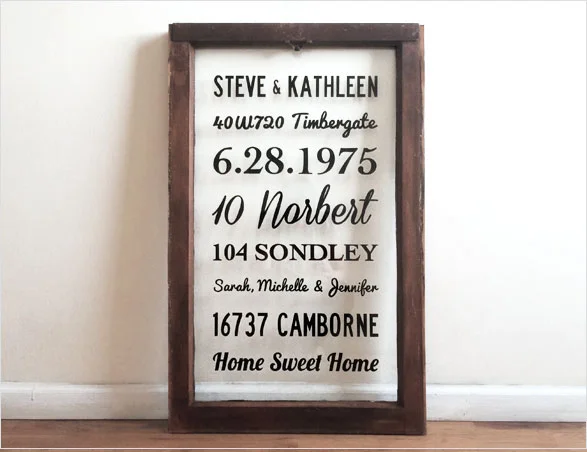 STEVE & KATHLEEN
40W720 Timbergate
6.28.1975
10 Norbert
104 SONDLEY
Sarah, Michelle & Jennifer
16737 CAMBORNE
Home Sweet Home